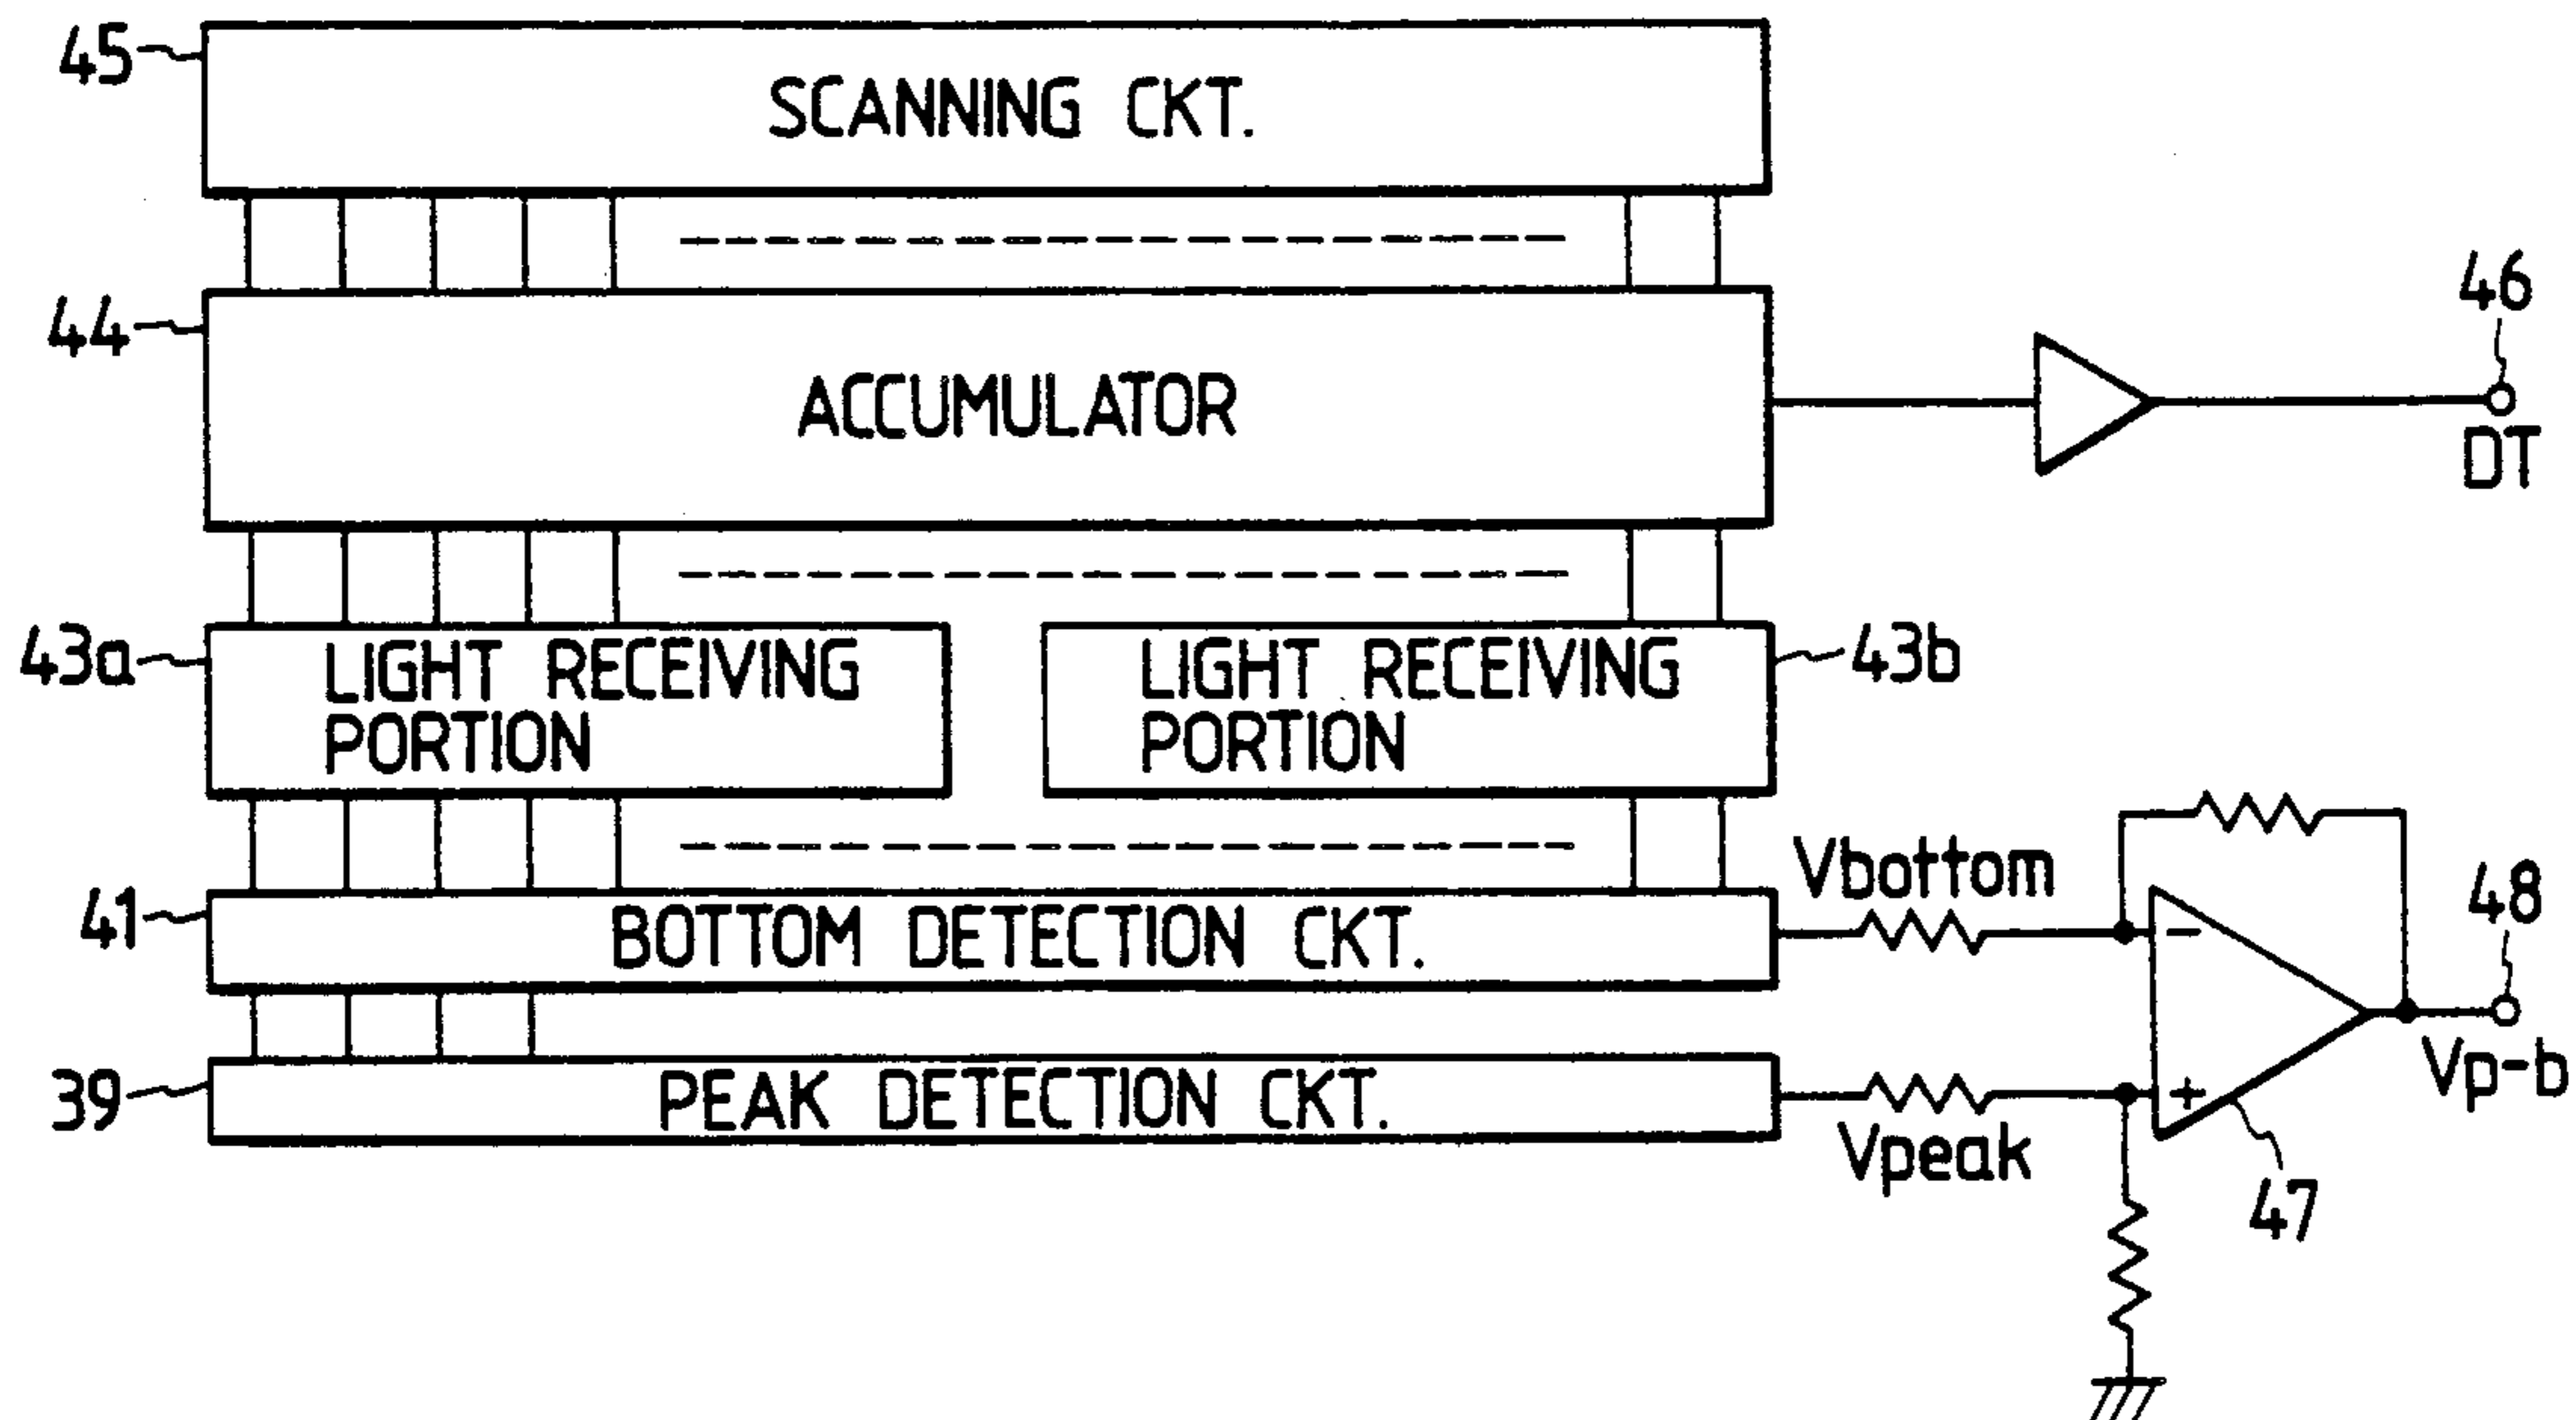 45
SCANNING CKT.
44
ACCUMULATOR
46
DT
43a
LIGHT RECEIVING
PORTION
LIGHT RECEIVING
PORTION
43b
41
BOTTOM DETECTION CKT.
Vbottom
−
48
Vp-b
39
PEAK DETECTION CKT.
Vpeak
+
47